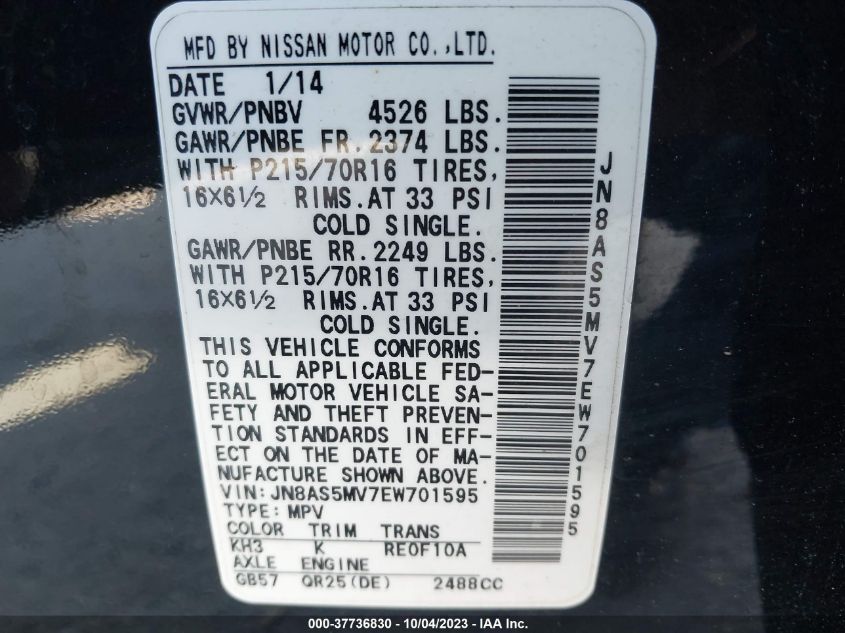 MFD BY NISSAN MOTOR CO.,LTD.
DATE 1/14
GVWR/PNBV 4526 LBS.
GAWR/PNBE FR. 2374 LBS.
WITH P215/70R16 TIRES,
16X6½ RIMS.AT 33 PSI
COLD SINGLE.
GAWR/PNBE RR. 2249 LBS.
WITH P215/70R16 TIRES,
16X6½ RIMS.AT 33 PSI
COLD SINGLE.
THIS VEHICLE CONFORMS
TO ALL APPLICABLE FED-
ERAL MOTOR VEHICLE SA-
FETY AND THEFT PREVEN-
TION STANDARDS IN EFF-
ECT ON THE DATE OF MA-
NUFACTURE SHOWN ABOVE.
VIN:JN8AS5MV7EW701595
TYPE:MPV
COLOR TRIM TRANS
KH3 K RE0F10A
AXLE ENGINE
GB57 QR25(DE) 2488CC
JN8AS5MV7EW701595
000-37736830 - 10/04/2023 - IAA Inc.